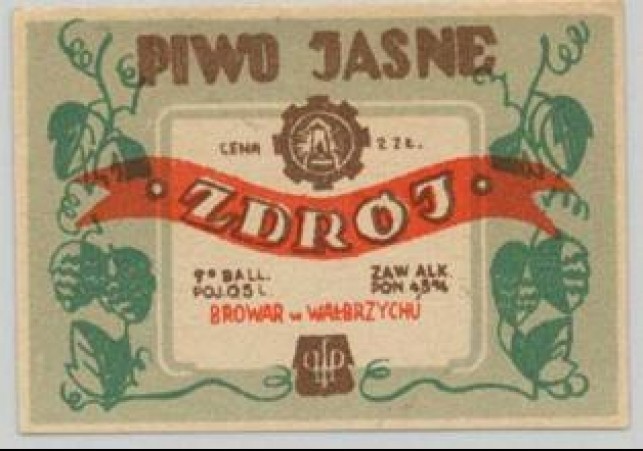 PIWO JASNE
CENA 2 ZŁ.
ZDRÓJ
9° BALL. ZAW ALK.
POJ. 0,5 L. PON 4,5%
BROWAR w WAŁBRZYCHU